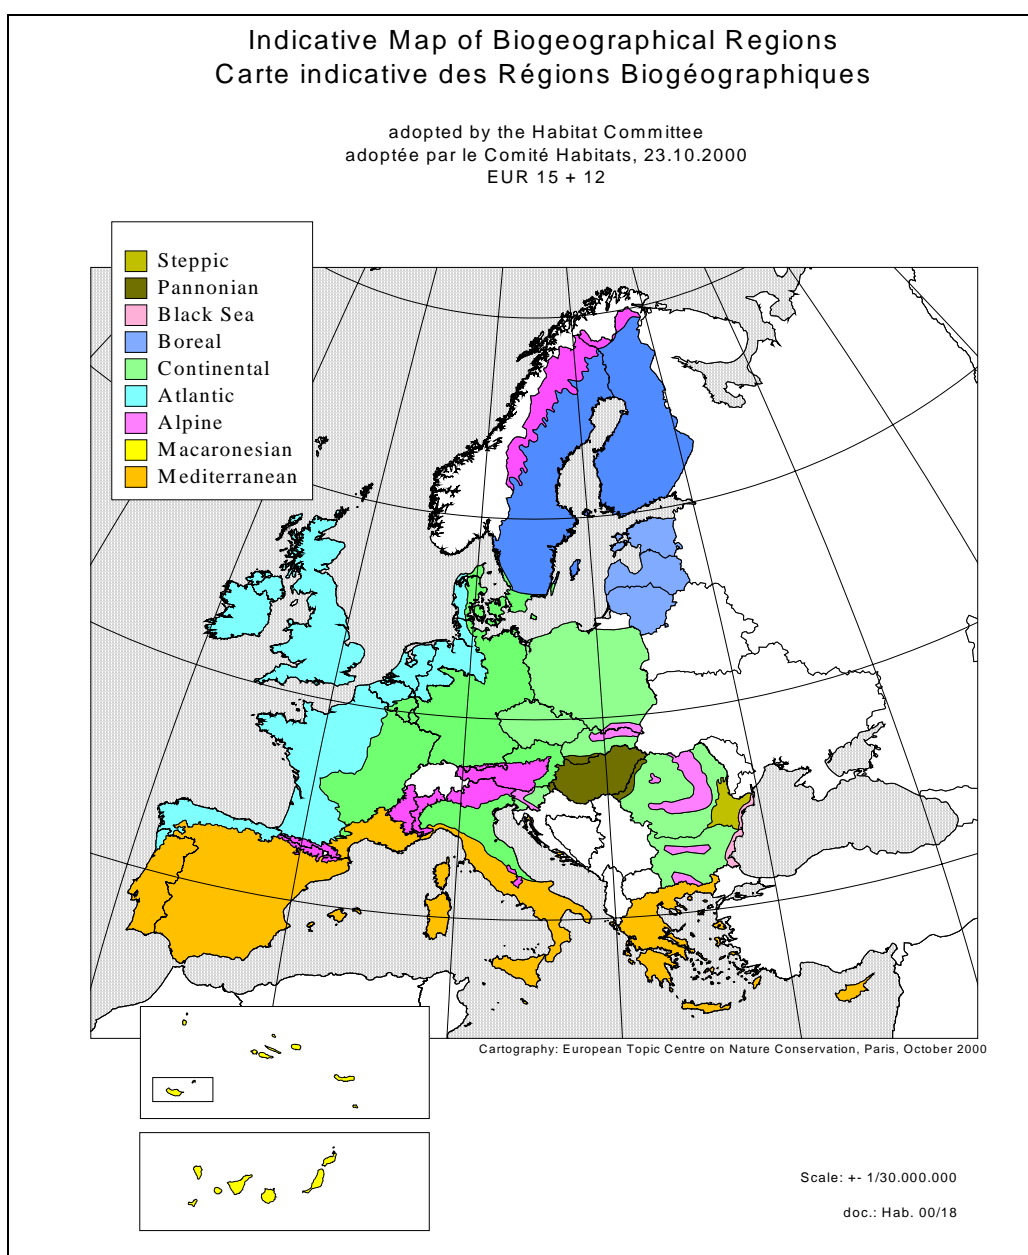 Indicative Map of Biogeographical Regions
Carte indicative des Régions Biogéographiques
adopted by the Habitat Committee
adoptée par le Comité Habitats, 23.10.2000
EUR 15 + 12
Steppic
Pannonian
Black Sea
Boreal
Continental
Atlantic
Alpine
Macaronesian
Mediterranean
Cartography: European Topic Centre on Nature Conservation, Paris, October 2000
Scale: +- 1/30.000.000
doc.: Hab. 00/18